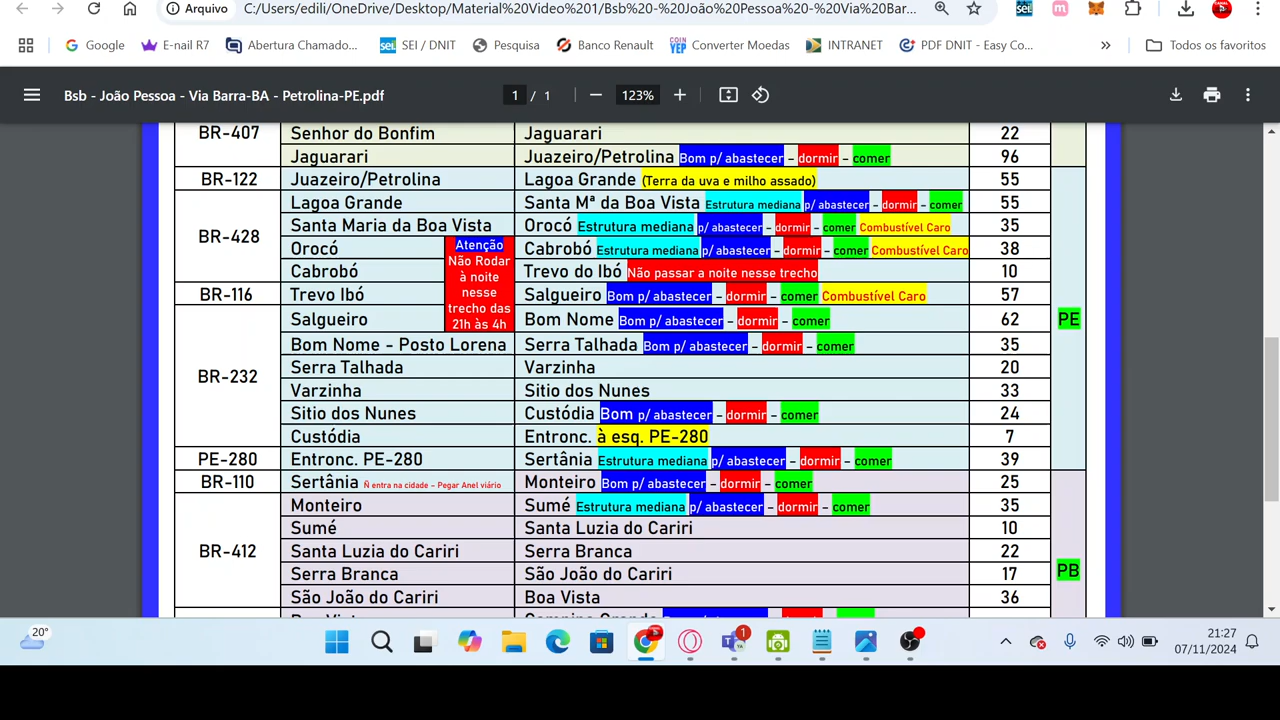 Arquivo C:/Users/edili/OneDrive/Desktop/Material%20Video%201/Bsb%20-%20João%20Pessoa%20-%20Via%20Bar...
Google E-nail R7 Abertura Chamado... SEI / DNIT Pesquisa Banco Renault Converter Moedas INTRANET PDF DNIT - Easy Co... » Todos os favoritos
Bsb - João Pessoa - Via Barra-BA - Petrolina-PE.pdf 1 / 1 123%
BR-407 Senhor do Bonfim Jaguarari 22
Jaguarari Juazeiro/Petrolina Bom p/ abastecer – dormir – comer 96
BR-122 Juazeiro/Petrolina Lagoa Grande (Terra da uva e milho assado) 55
BR-428 Lagoa Grande Santa Mª da Boa Vista Estrutura mediana p/ abastecer – dormir – comer 55
Santa Maria da Boa Vista Orocó Estrutura mediana p/ abastecer – dormir – comer Combustível Caro 35
Orocó Cabrobó Estrutura mediana p/ abastecer – dormir – comer Combustível Caro 38
Cabrobó Trevo do Ibó Não passar a noite nesse trecho 10
Atenção
Não Rodar
à noite
nesse
trecho das
21h às 4h
BR-116 Trevo Ibó Salgueiro Bom p/ abastecer – dormir – comer Combustível Caro 57
BR-232 Salgueiro Bom Nome Bom p/ abastecer – dormir – comer 62 PE
Bom Nome - Posto Lorena Serra Talhada Bom p/ abastecer – dormir – comer 35
Serra Talhada Varzinha 20
Varzinha Sitio dos Nunes 33
Sitio dos Nunes Custódia Bom p/ abastecer – dormir – comer 24
Custódia Entronc. à esq. PE-280 7
PE-280 Entronc. PE-280 Sertânia Estrutura mediana p/ abastecer – dormir – comer 39
BR-110 Sertânia Ñ entra na cidade – Pegar Anel viário Monteiro Bom p/ abastecer – dormir – comer 25
BR-412 Monteiro Sumé Estrutura mediana p/ abastecer – dormir – comer 35
Sumé Santa Luzia do Cariri 10
Santa Luzia do Cariri Serra Branca 22
Serra Branca São João do Cariri 17 PB
São João do Cariri Boa Vista 36
20° 21:27
07/11/2024